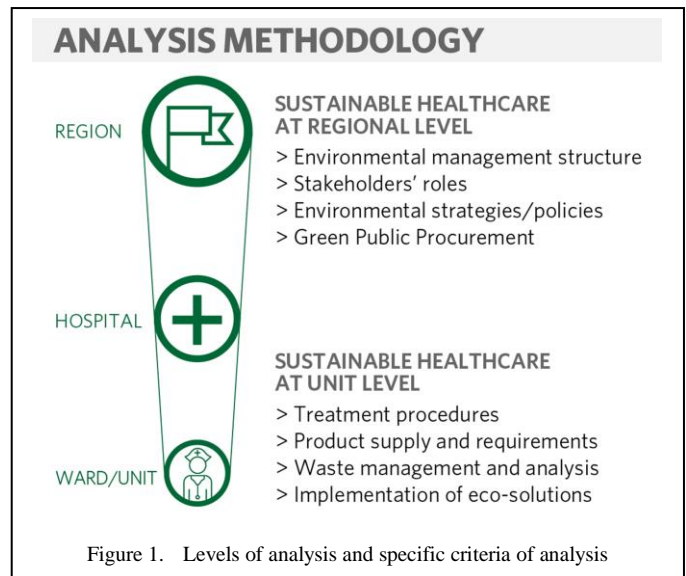 ANALYSIS METHODOLOGY
REGION
SUSTAINABLE HEALTHCARE
AT REGIONAL LEVEL
> Environmental management structure
> Stakeholders’ roles
> Environmental strategies/policies
> Green Public Procurement
HOSPITAL
SUSTAINABLE HEALTHCARE
AT UNIT LEVEL
> Treatment procedures
> Product supply and requirements
> Waste management and analysis
> Implementation of eco-solutions
WARD/UNIT
Figure 1. Levels of analysis and specific criteria of analysis